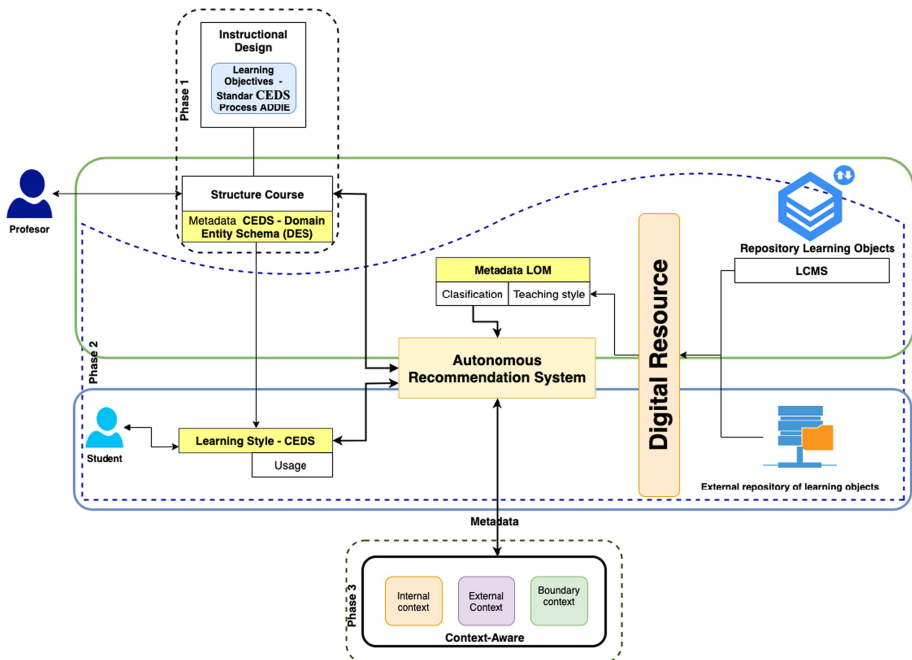 Instructional
Design
Learning
Objectives -
Standar CEDS
Process ADDIE
Phase 1
Structure Course
Metadata CEDS - Domain
Entity Schema (DES)
Profesor
Repository Learning Objects
LCMS
Metadata LOM
Clasification
Teaching style
Digital Resource
Autonomous
Recommendation System
Phase 2
Student
Learning Style - CEDS
Usage
External repository of learning objects
Metadata
Phase 3
Internal
context
External
Context
Boundary
context
Context-Aware